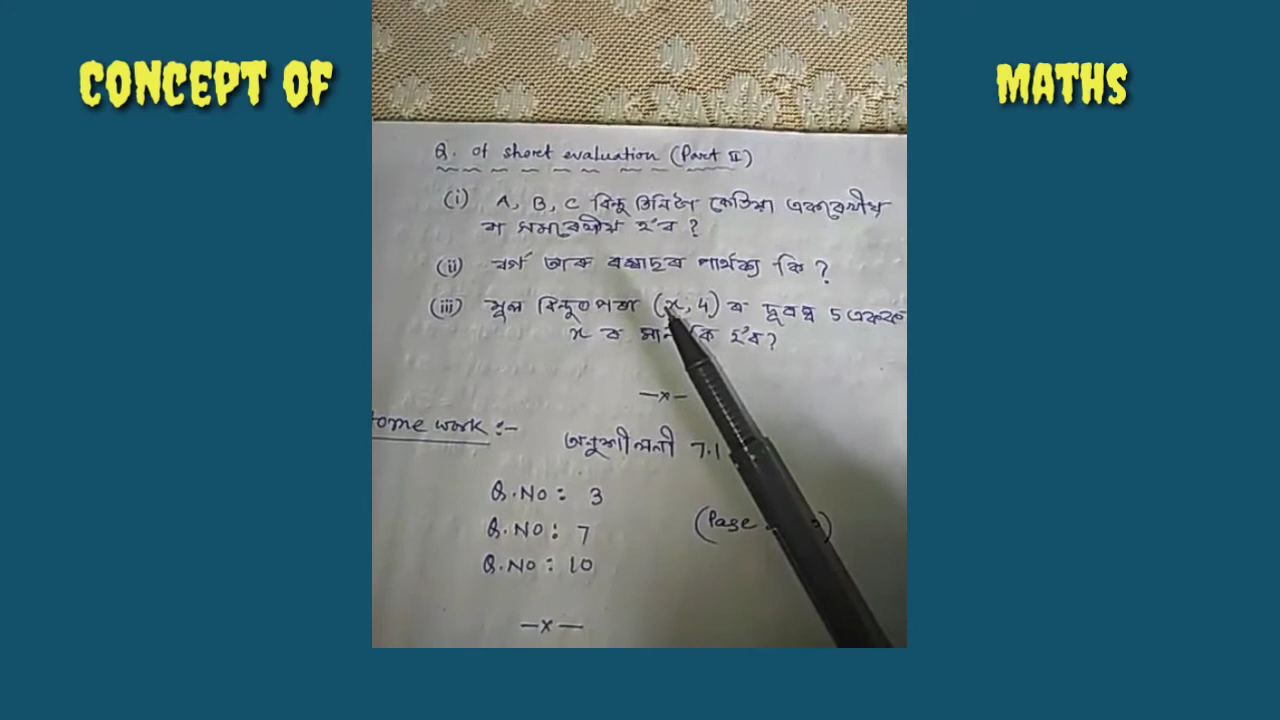 CONCEPT OF
MATHS
Q. of short evaluation (Part II)
(i) A, B, C বিন্দু তিনিটা কেতিয়া একৰেখীয়
বা সমৰেখীয় হ'ব ?
(ii) বৰ্গ আৰু ৰম্বাছৰ পাৰ্থক্য কি ?
(iii) মূল বিন্দুৰ পৰা (x, 4) ৰ দূৰত্ব 5 একক
x ৰ মান কি হ'ব?
—x—
Home work :-
অনুশীলনী 7.1
Q.No : 3
Q.No : 7
(Page
Q.No : 10
—x—